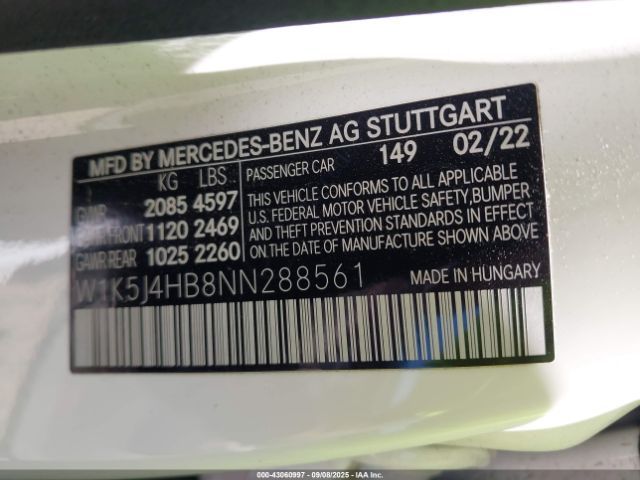 MFD BY MERCEDES-BENZ AG STUTTGART
PASSENGER CAR 149 02/22
KG LBS
GVWR 2085 4597
GAWR FRONT 1120 2469
GAWR REAR 1025 2260
THIS VEHICLE CONFORMS TO ALL APPLICABLE
U.S. FEDERAL MOTOR VEHICLE SAFETY, BUMPER
AND THEFT PREVENTION STANDARDS IN EFFECT
ON THE DATE OF MANUFACTURE SHOWN ABOVE.
W1K5J4HB8NN288561
MADE IN HUNGARY
000-43060997 - 09/08/2025 - IAA Inc.